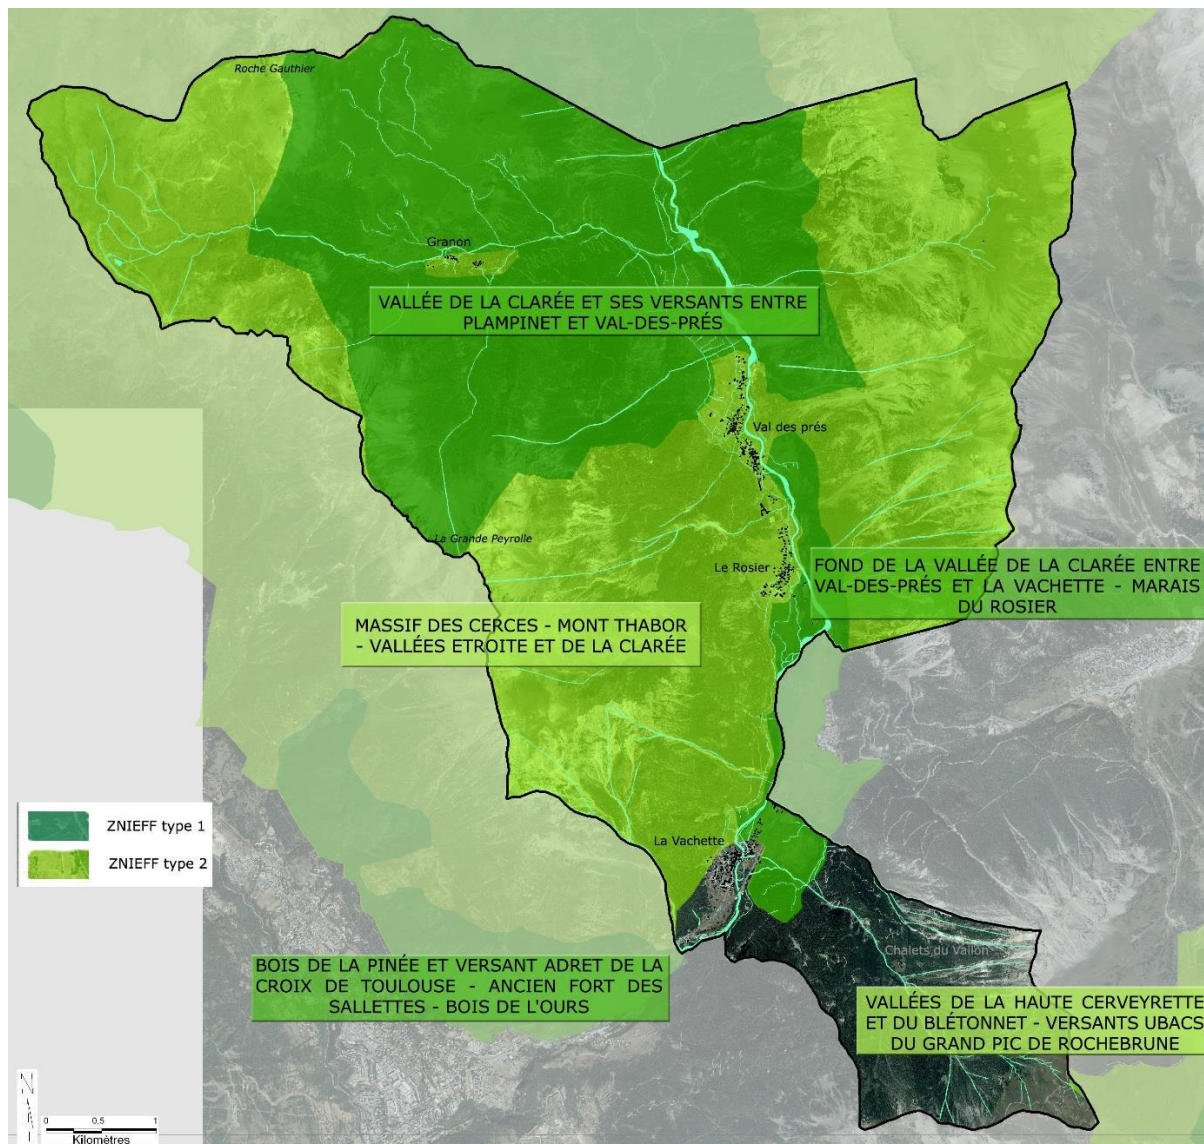 Roche Gauthier
Granon
VALLÉE DE LA CLARÉE ET SES VERSANTS ENTRE
PLAMPINET ET VAL-DES-PRÉS
Val des prés
La Grande Peyrolle
Le Rosier
FOND DE LA VALLÉE DE LA CLARÉE ENTRE
VAL-DES-PRÉS ET LA VACHETTE - MARAIS
DU ROSIER
MASSIF DES CERCES - MONT THABOR
- VALLÉES ETROITE ET DE LA CLARÉE
ZNIEFF type 1
ZNIEFF type 2
La Vachette
Chalets du Vallon
BOIS DE LA PINÉE ET VERSANT ADRET DE LA
CROIX DE TOULOUSE - ANCIEN FORT DES
SALLETTES - BOIS DE L'OURS
VALLÉES DE LA HAUTE CERVEYRETTE
ET DU BLÉTONNET - VERSANTS UBACS
DU GRAND PIC DE ROCHEBRUNE
N
0 0,5 1
Kilomètres